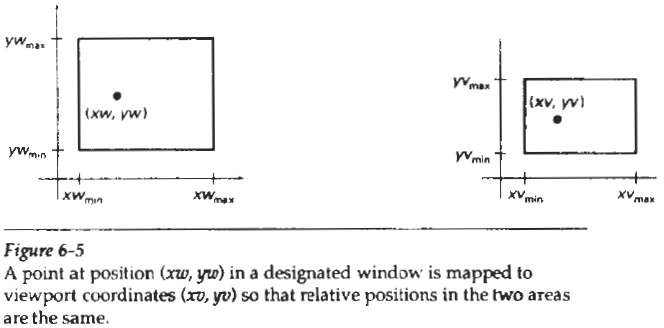 yw_max
(xw, yw)
yw_min
xw_min
xw_max
yv_max
(xv, yv)
yv_min
xv_min
xv_max
Figure 6-5
A point at position (xw, yw) in a designated window is mapped to
viewport coordinates (xv, yv) so that relative positions in the two areas
are the same.